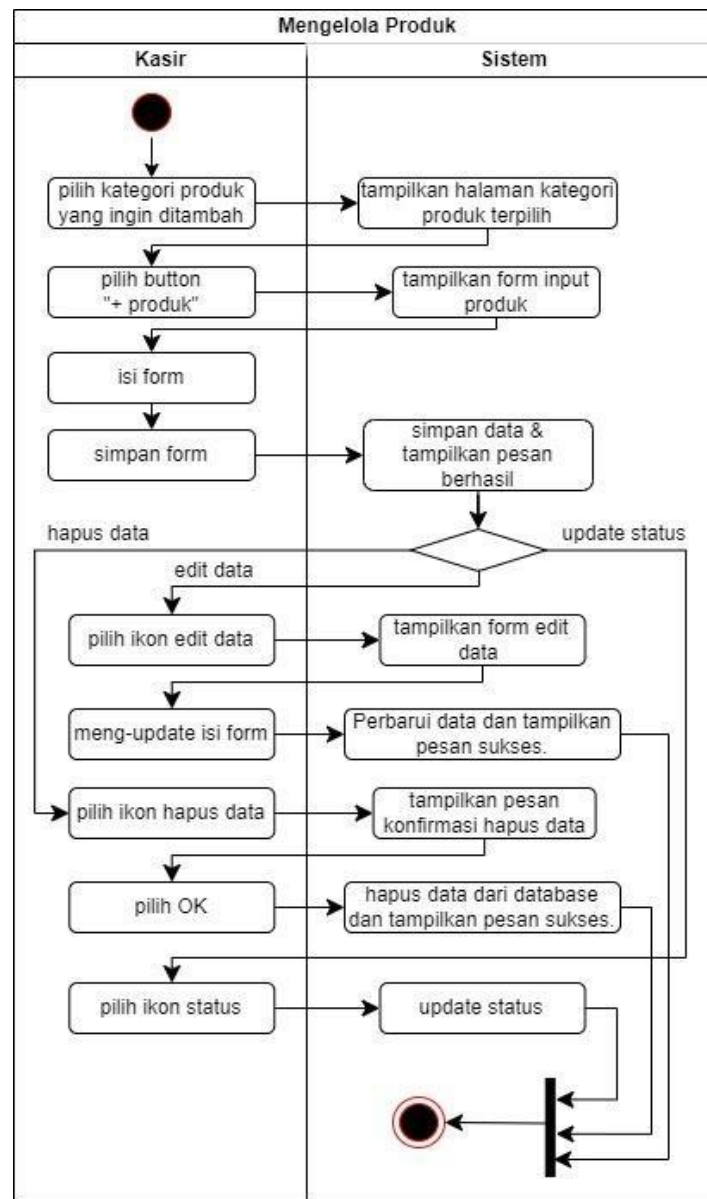 Mengelola Produk
Kasir
Sistem
pilih kategori produk
yang ingin ditambah
tampilkan halaman kategori
produk terpilih
pilih button
"+ produk"
tampilkan form input
produk
isi form
simpan form
simpan data &
tampilkan pesan
berhasil
hapus data
update status
edit data
pilih ikon edit data
tampilkan form edit
data
meng-update isi form
Perbarui data dan tampilkan
pesan sukses.
pilih ikon hapus data
tampilkan pesan
konfirmasi hapus data
pilih OK
hapus data dari database
dan tampilkan pesan sukses.
pilih ikon status
update status